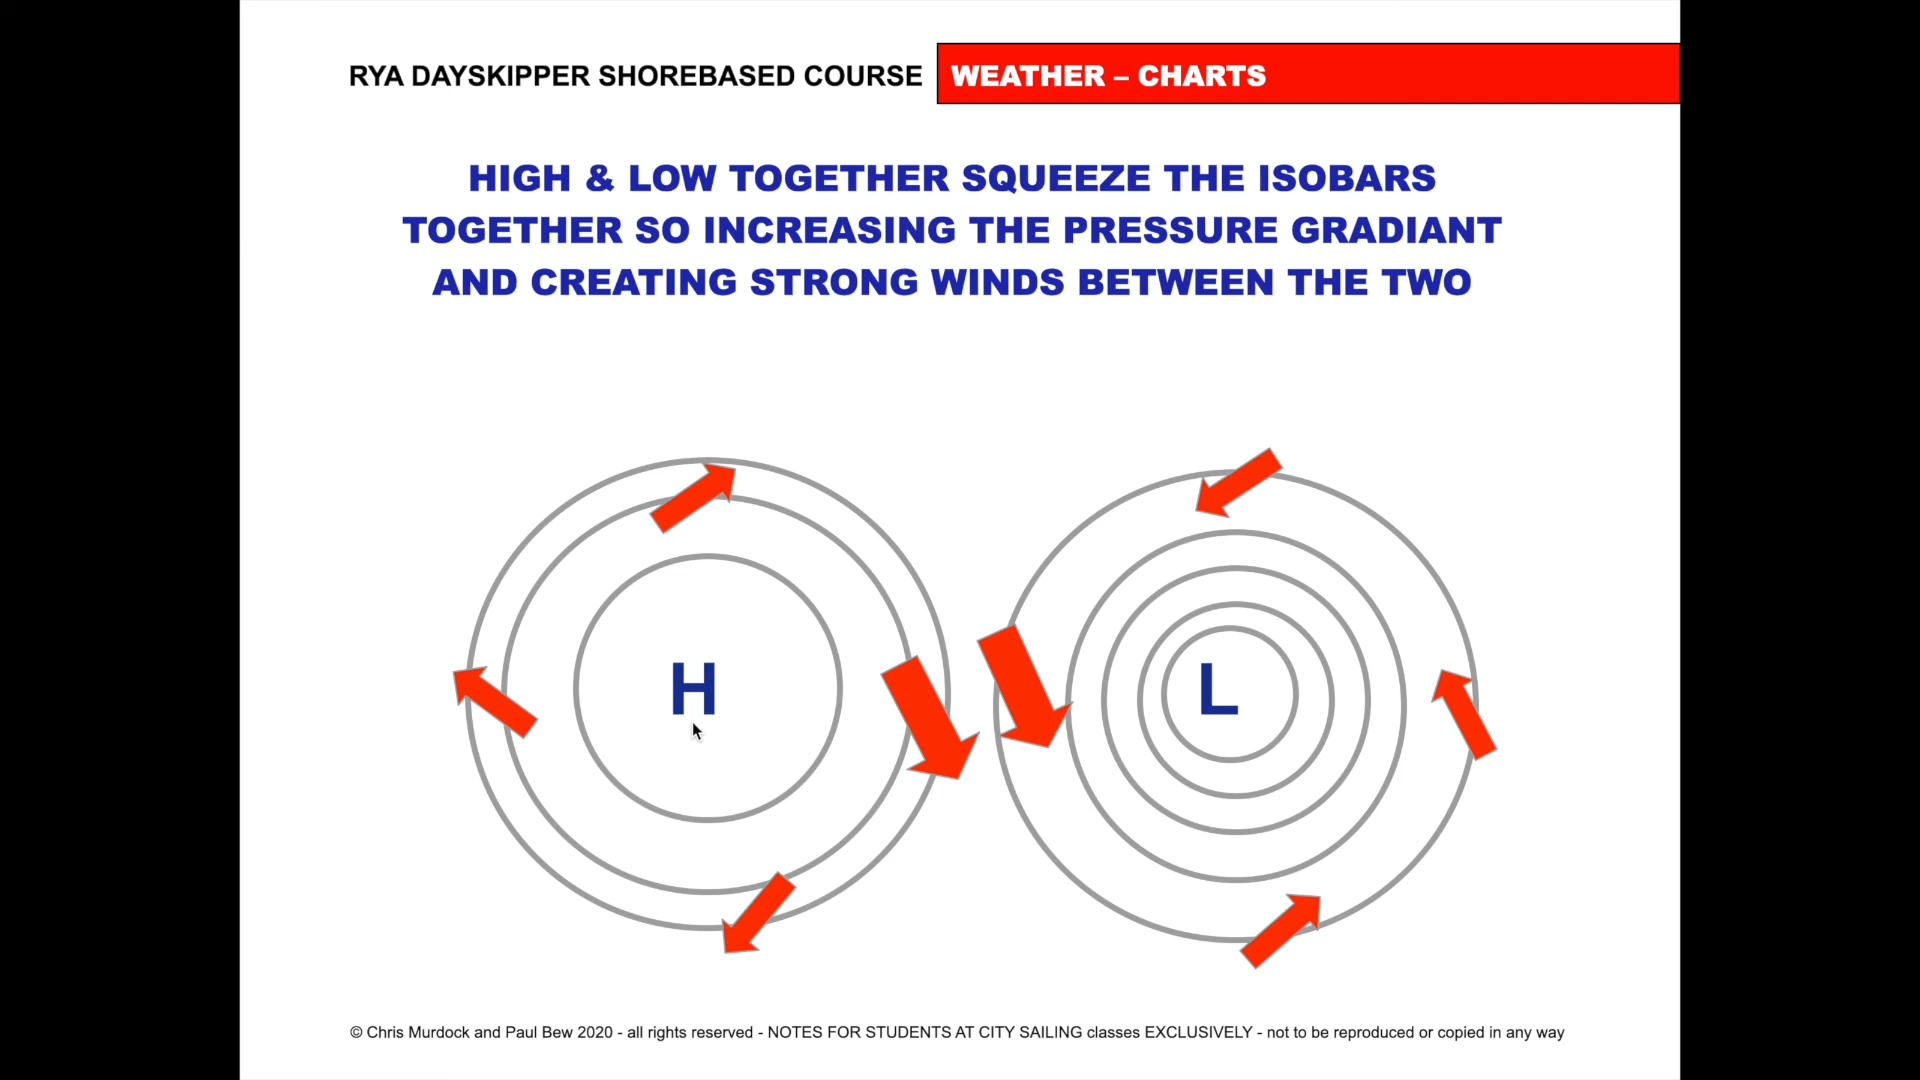 RYA DAYSKIPPER SHOREBASED COURSE WEATHER – CHARTS
HIGH & LOW TOGETHER SQUEEZE THE ISOBARS
TOGETHER SO INCREASING THE PRESSURE GRADIANT
AND CREATING STRONG WINDS BETWEEN THE TWO
H L
© Chris Murdock and Paul Bew 2020 - all rights reserved - NOTES FOR STUDENTS AT CITY SAILING classes EXCLUSIVELY - not to be reproduced or copied in any way